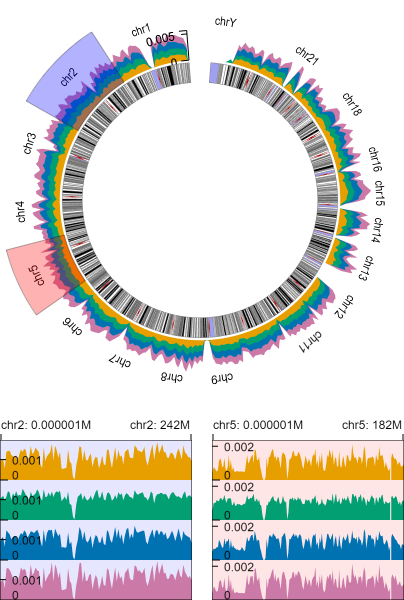 chr1
0.005
0
chrY
chr21
chr18
chr16
chr15
chr14
chr13
chr12
chr11
chr9
chr8
chr7
chr6
chr5
chr4
chr3
chr2
chr2: 0.000001M
chr2: 242M
0.001
0
0.001
0
0.001
0
0.001
0
chr5: 0.000001M
chr5: 182M
0.002
0
0.002
0
0.002
0
0.002
0